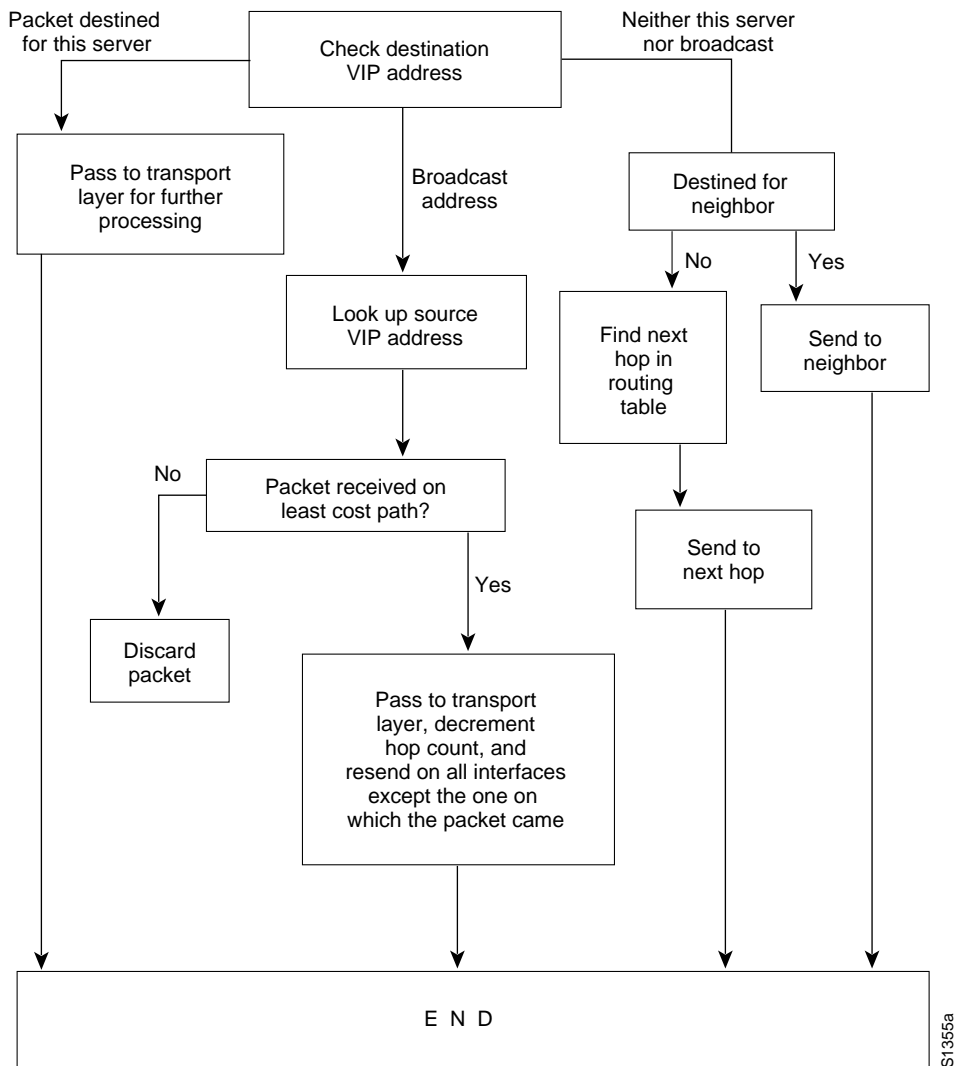 Packet destined
for this server
Neither this server
nor broadcast
Check destination
VIP address
Pass to transport
layer for further
processing
Broadcast
address
Destined for
neighbor
No
Yes
Look up source
VIP address
Find next
hop in
routing
table
Send to
neighbor
No
Packet received on
least cost path?
Yes
Send to
next hop
Discard
packet
Pass to transport
layer, decrement
hop count, and
resend on all interfaces
except the one on
which the packet came
E N D
S1355a